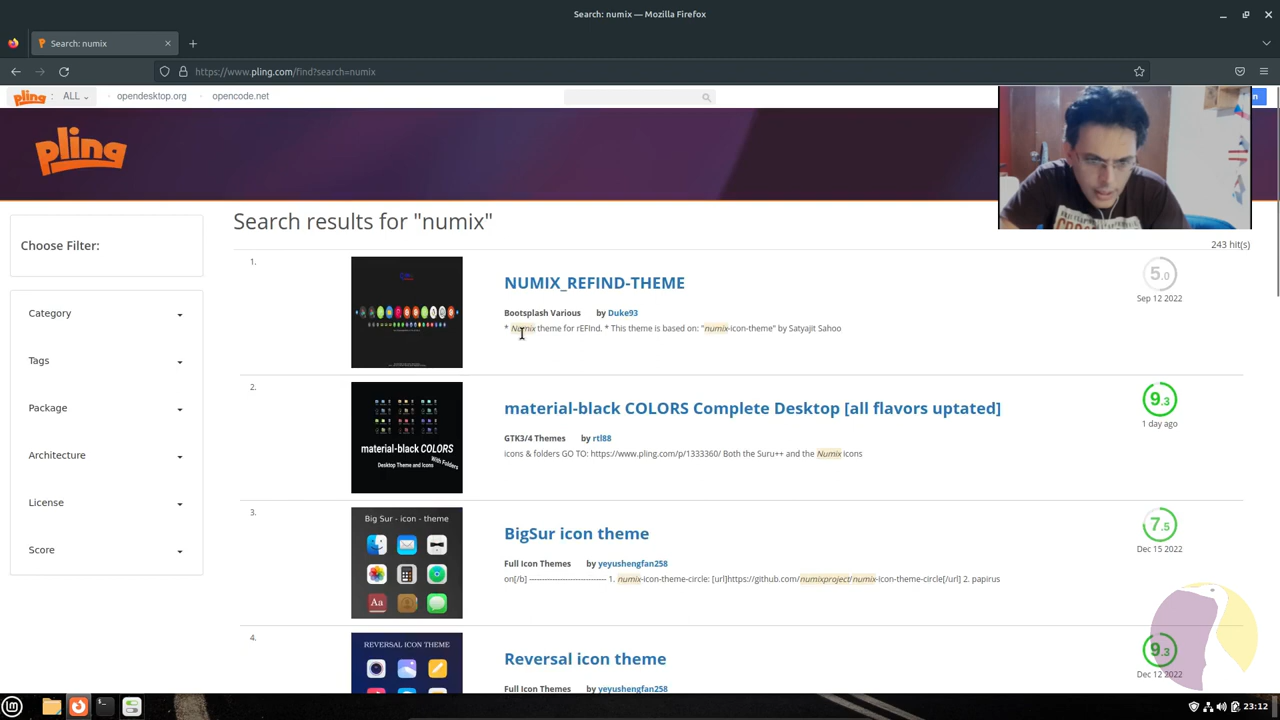 Search: numix — Mozilla Firefox
Search: numix
https://www.pling.com/find?search=numix
pling : ALL opendesktop.org opencode.net
pling
Search results for "numix"
243 hit(s)
Choose Filter:
Category
Tags
Package
Architecture
License
Score
1.
NUMIX_REFIND-THEME
Bootsplash Various by Duke93
* Numix theme for rEFInd. * This theme is based on: "numix-icon-theme" by Satyajit Sahoo
5.0
Sep 12 2022
2.
material-black COLORS
Desktop Theme and Icons
With Folders
material-black COLORS Complete Desktop [all flavors uptated]
GTK3/4 Themes by rtl88
icons & folders GO TO: https://www.pling.com/p/1333360/ Both the Suru++ and the Numix icons
9.3
1 day ago
3.
Big Sur - icon - theme
Aa
BigSur icon theme
Full Icon Themes by yeyushengfan258
on[/b] ---------------------------- 1. numix-icon-theme-circle: [url]https://github.com/numixproject/numix-icon-theme-circle[/url] 2. papirus
7.5
Dec 15 2022
4.
REVERSAL ICON THEME
Reversal icon theme
Full Icon Themes by yeyushengfan258
9.3
Dec 12 2022
23:12